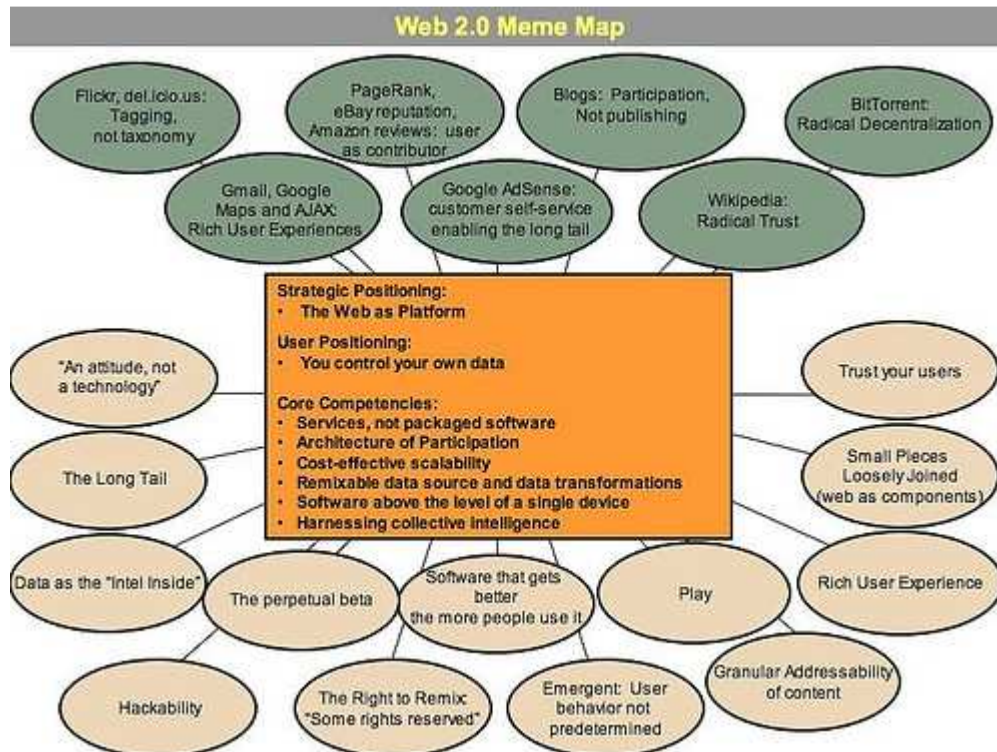 Web 2.0 Meme Map
Flickr, del.icio.us:
Tagging,
not taxonomy
PageRank,
eBay reputation,
Amazon reviews: user
as contributor
Blogs: Participation,
Not publishing
BitTorrent:
Radical Decentralization
Gmail, Google
Maps and AJAX:
Rich User Experiences
Google AdSense:
customer self-service
enabling the long tail
Wikipedia:
Radical Trust
Strategic Positioning:
• The Web as Platform
User Positioning:
• You control your own data
Core Competencies:
• Services, not packaged software
• Architecture of Participation
• Cost-effective scalability
• Remixable data source and data transformations
• Software above the level of a single device
• Harnessing collective intelligence
"An attitude, not
a technology"
Trust your users
The Long Tail
Small Pieces
Loosely Joined
(web as components)
Data as the "Intel Inside"
The perpetual beta
Software that gets
better
the more people use it
Play
Rich User Experience
Hackability
The Right to Remix:
"Some rights reserved"
Emergent: User
behavior not
predetermined
Granular Addressability
of content